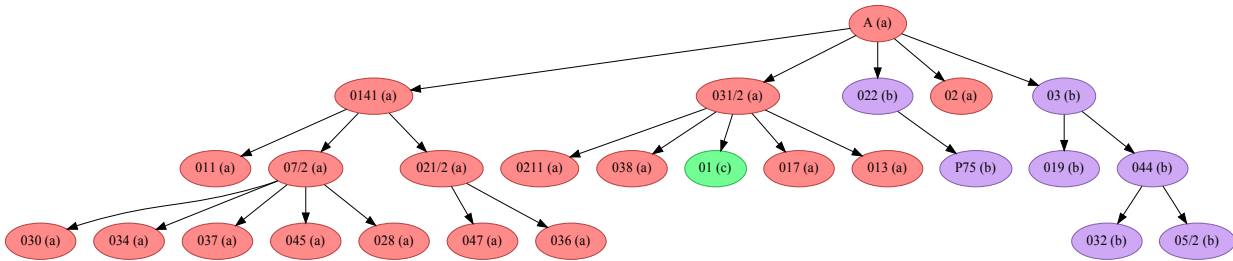 A (a)
0141 (a)
031/2 (a)
022 (b)
02 (a)
03 (b)
011 (a)
07/2 (a)
021/2 (a)
0211 (a)
038 (a)
01 (c)
017 (a)
013 (a)
P75 (b)
019 (b)
044 (b)
030 (a)
034 (a)
037 (a)
045 (a)
028 (a)
047 (a)
036 (a)
032 (b)
05/2 (b)